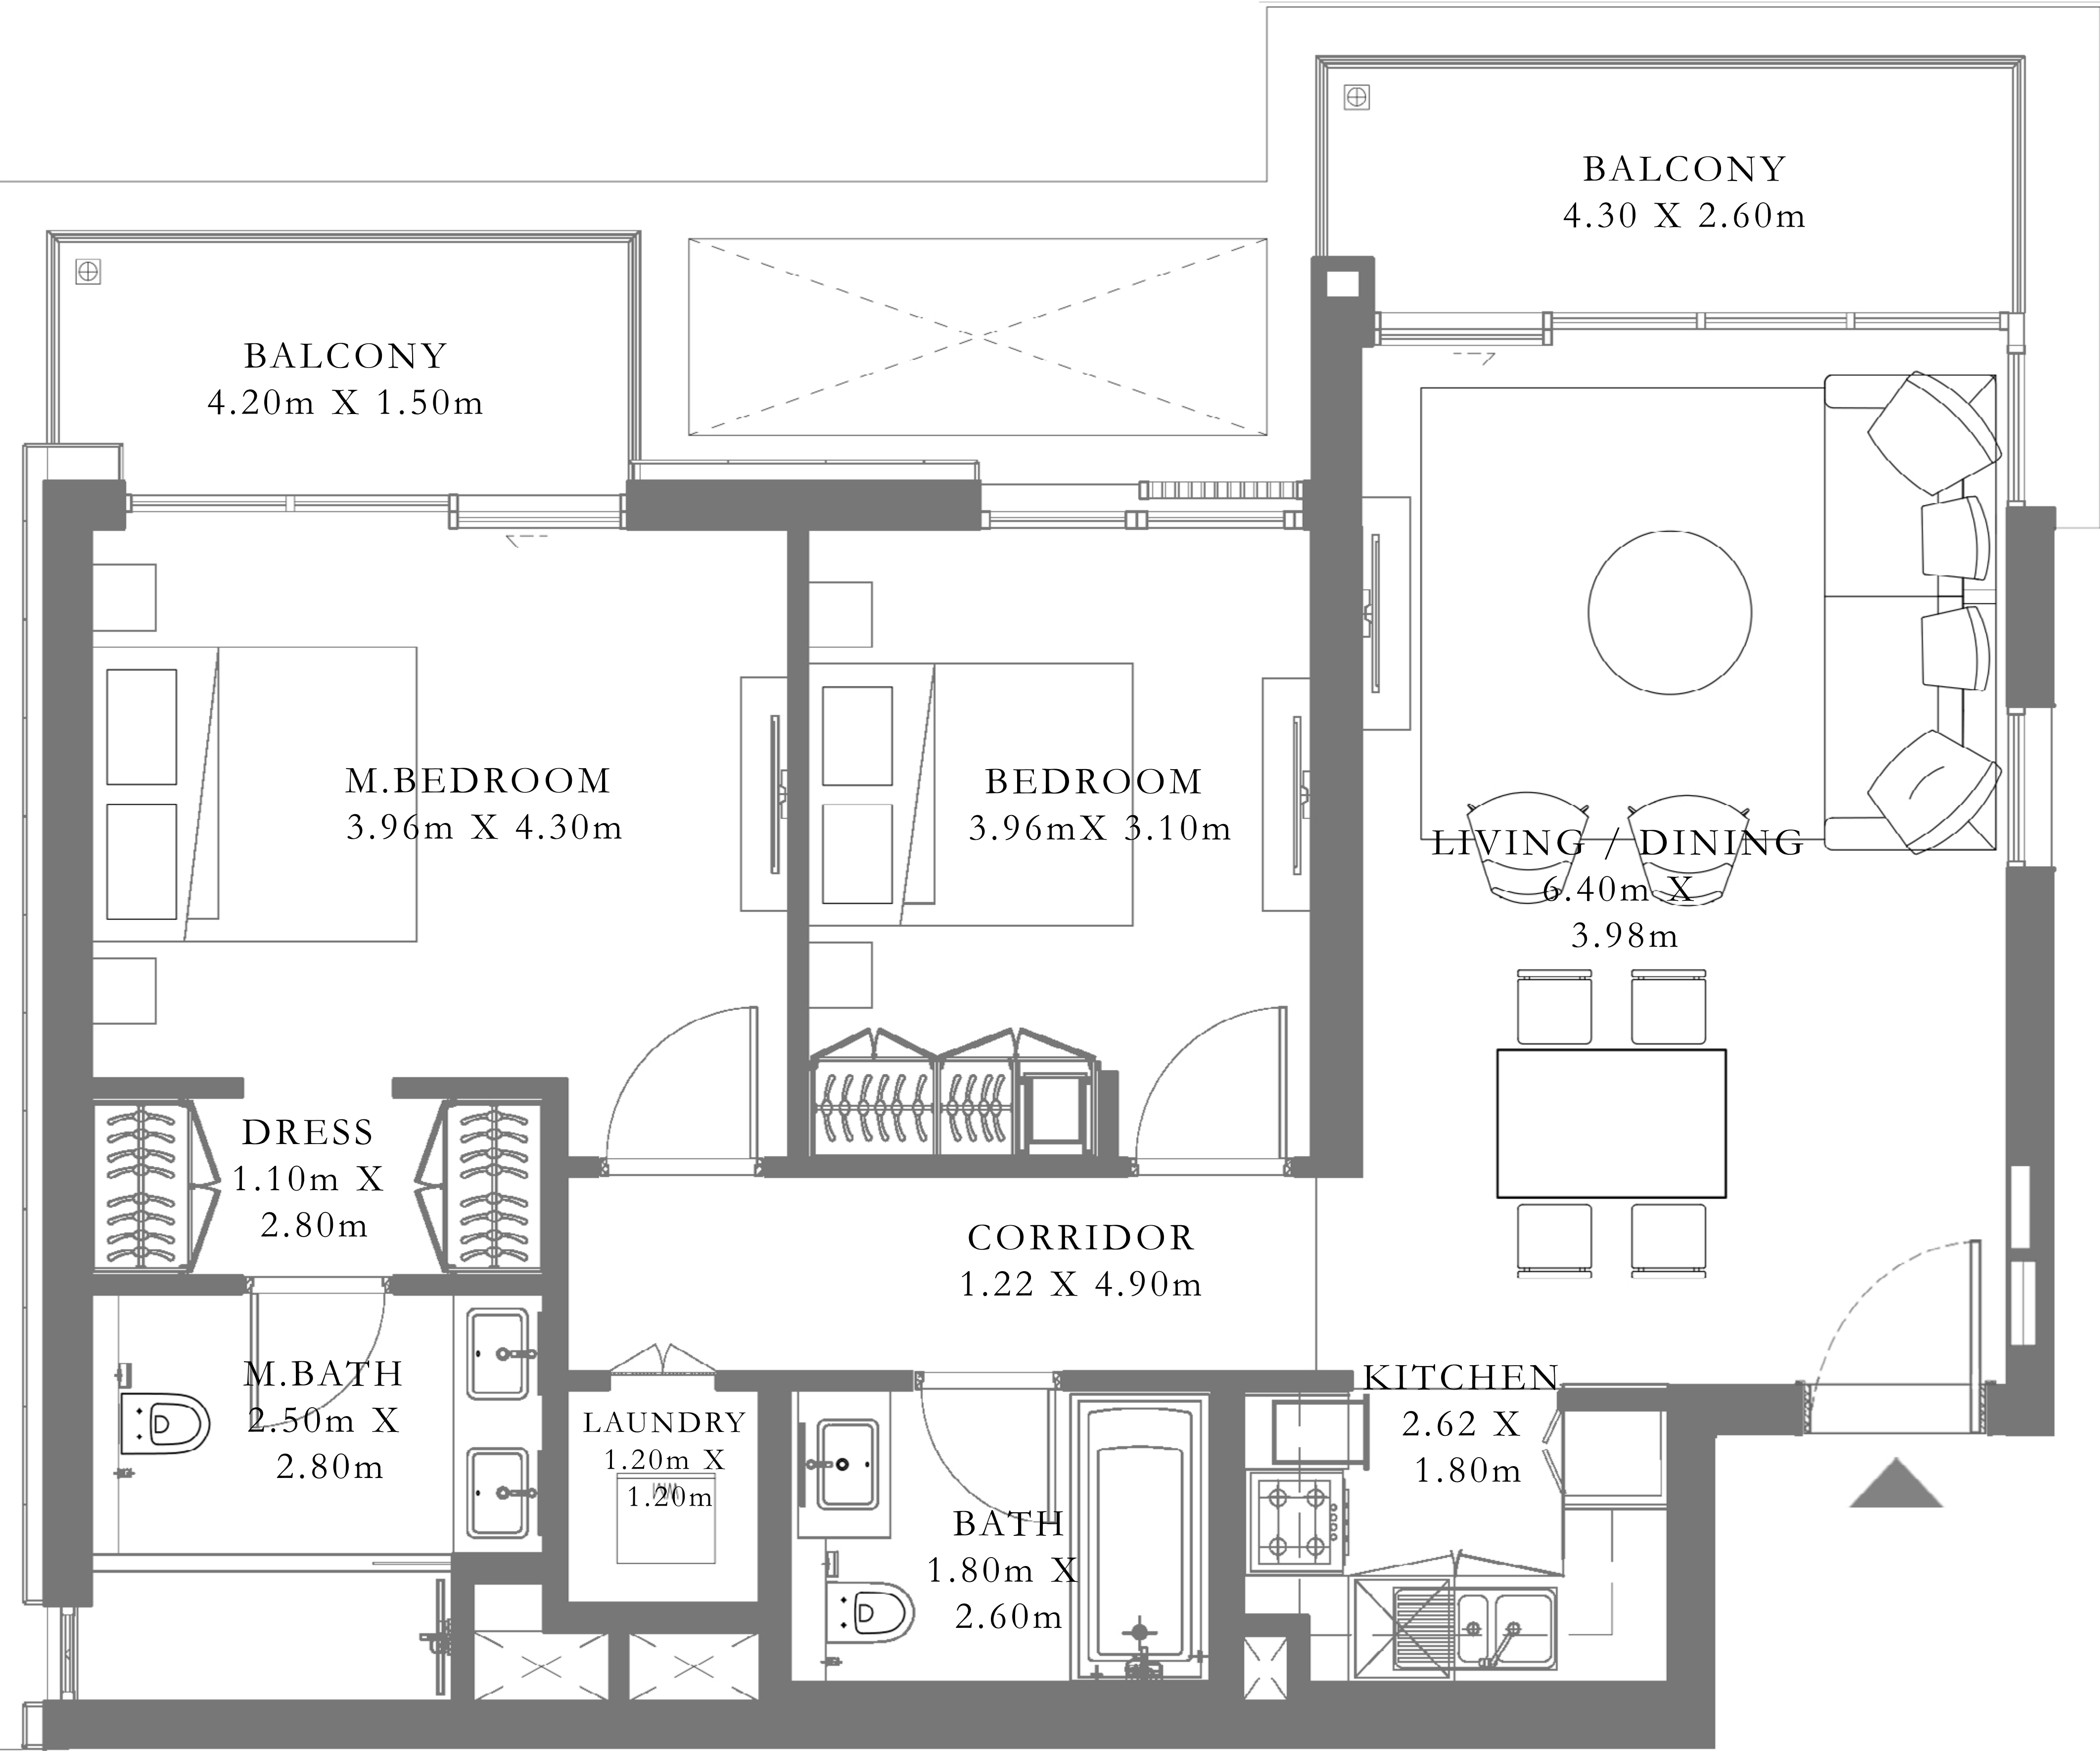 BALCONY
4.30 X 2.60m
BALCONY
4.20m X 1.50m
M.BEDROOM
3.96m X 4.30m
BEDROOM
3.96mX 3.10m
LIVING / DINING
6.40m X
3.98m
DRESS
1.10m X
2.80m
CORRIDOR
1.22 X 4.90m
M.BATH
2.50m X
2.80m
LAUNDRY
1.20m X
1.20m
BATH
1.80m X
2.60m
KITCHEN
2.62 X
1.80m